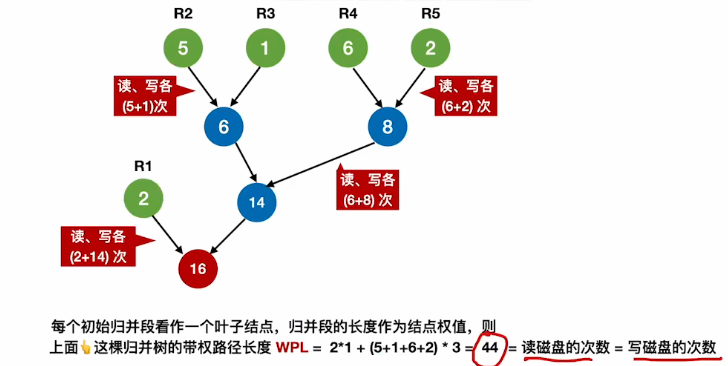 R2 R3 R4 R5
5 1 6 2
读、写各
(5+1)次
读、写各
(6+2) 次
6 8
R1
读、写各
(6+8) 次
2 14
读、写各
(2+14) 次
16
每个初始归并段看作一个叶子结点，归并段的长度作为结点权值，则
上面👆这棵归并树的带权路径长度 WPL = 2*1 + (5+1+6+2) * 3 = 44 = 读磁盘的次数 = 写磁盘的次数